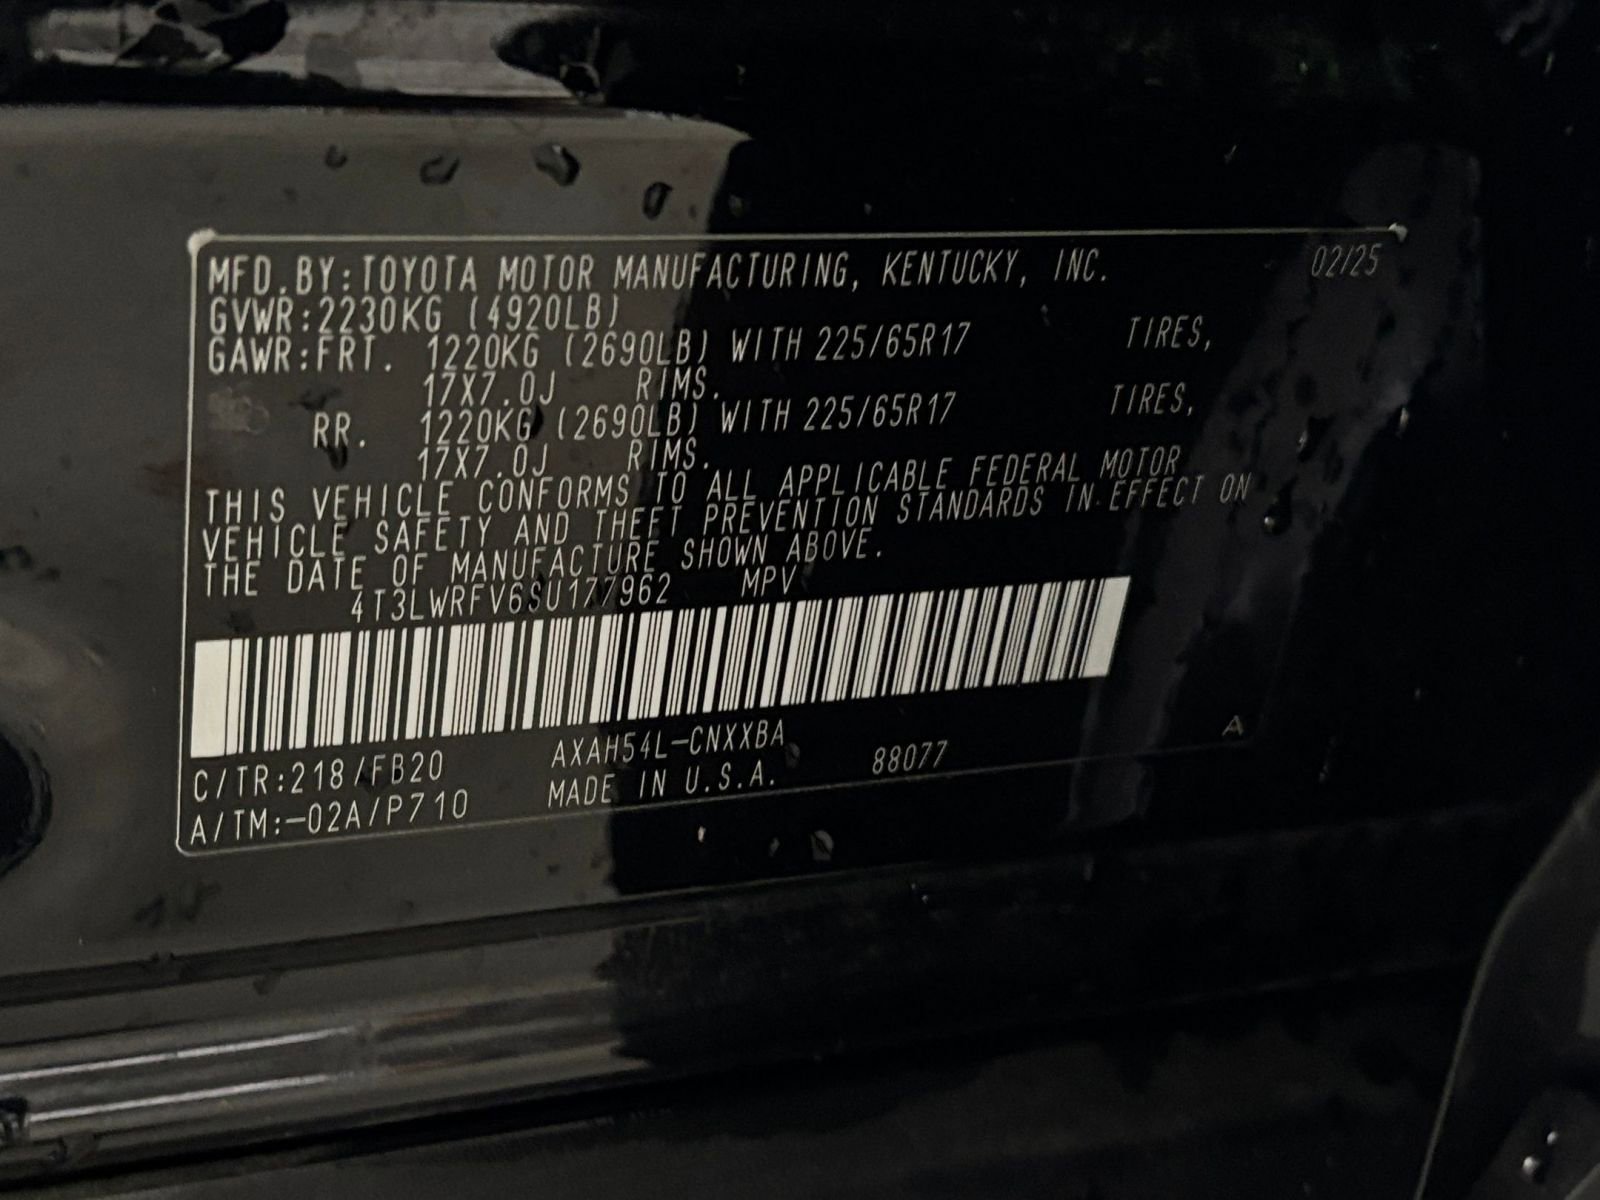 MFD.BY:TOYOTA MOTOR MANUFACTURING, KENTUCKY, INC. 02/25
GVWR:2230KG (4920LB)
GAWR:FRT. 1220KG (2690LB) WITH 225/65R17 TIRES,
17X7.0J RIMS.
RR. 1220KG (2690LB) WITH 225/65R17 TIRES,
17X7.0J RIMS.
THIS VEHICLE CONFORMS TO ALL APPLICABLE FEDERAL MOTOR
VEHICLE SAFETY AND THEFT PREVENTION STANDARDS IN EFFECT ON
THE DATE OF MANUFACTURE SHOWN ABOVE.
4T3LWRFV6SU177962 MPV
C/TR:218/FB20 AXAH54L-CNXXBA 88077 A
A/TM:-02A/P710 MADE IN U.S.A.